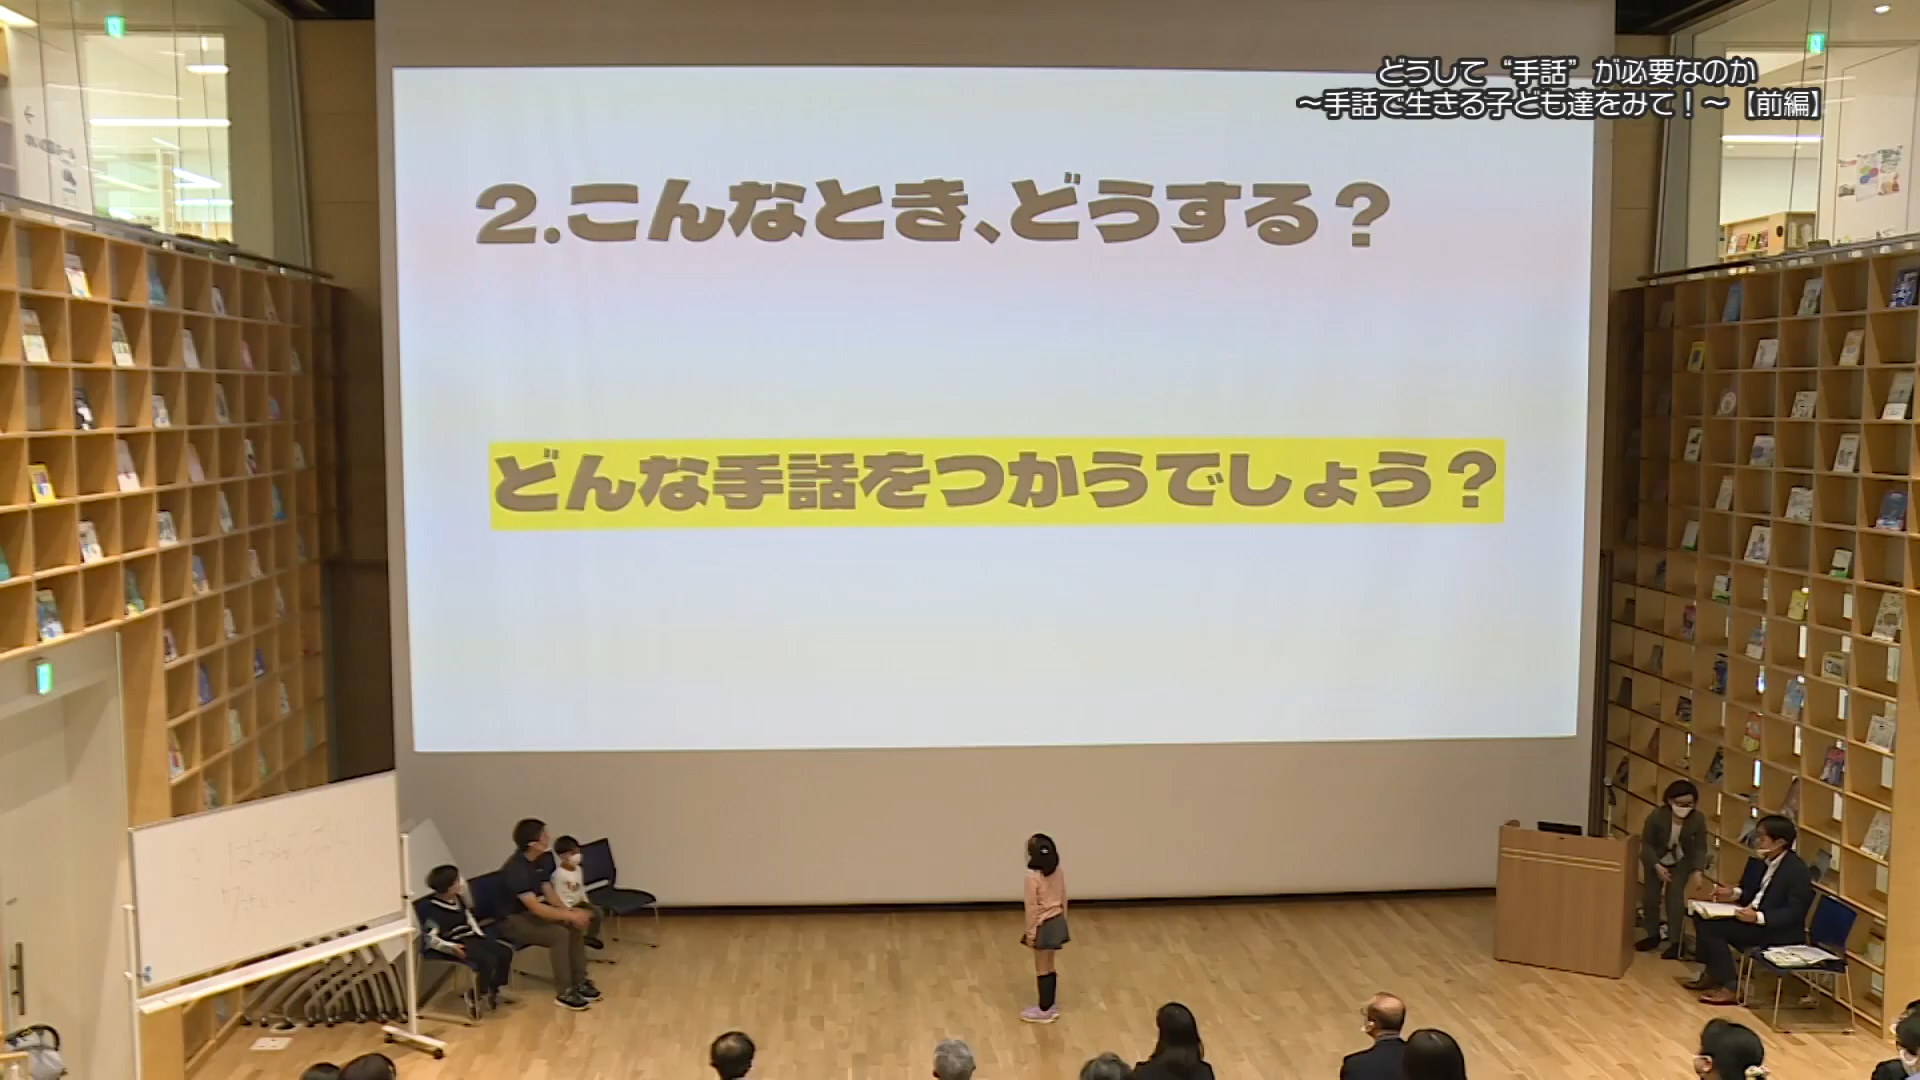 どうして“手話”が必要なのか
～手話で生きる子ども達をみて！～【前編】
2.こんなとき、どうする？
どんな手話をつかうでしょう？